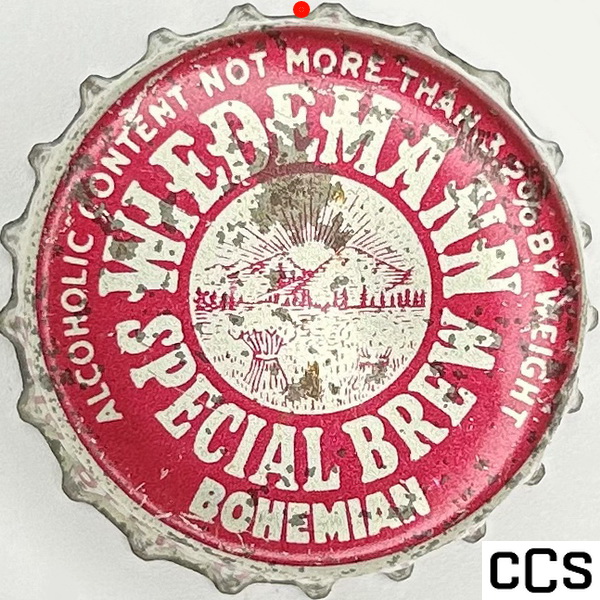 ALCOHOLIC CONTENT NOT MORE THAN 3.2% BY WEIGHT
WIEDEMANN
SPECIAL BREW
BOHEMIAN
CCS